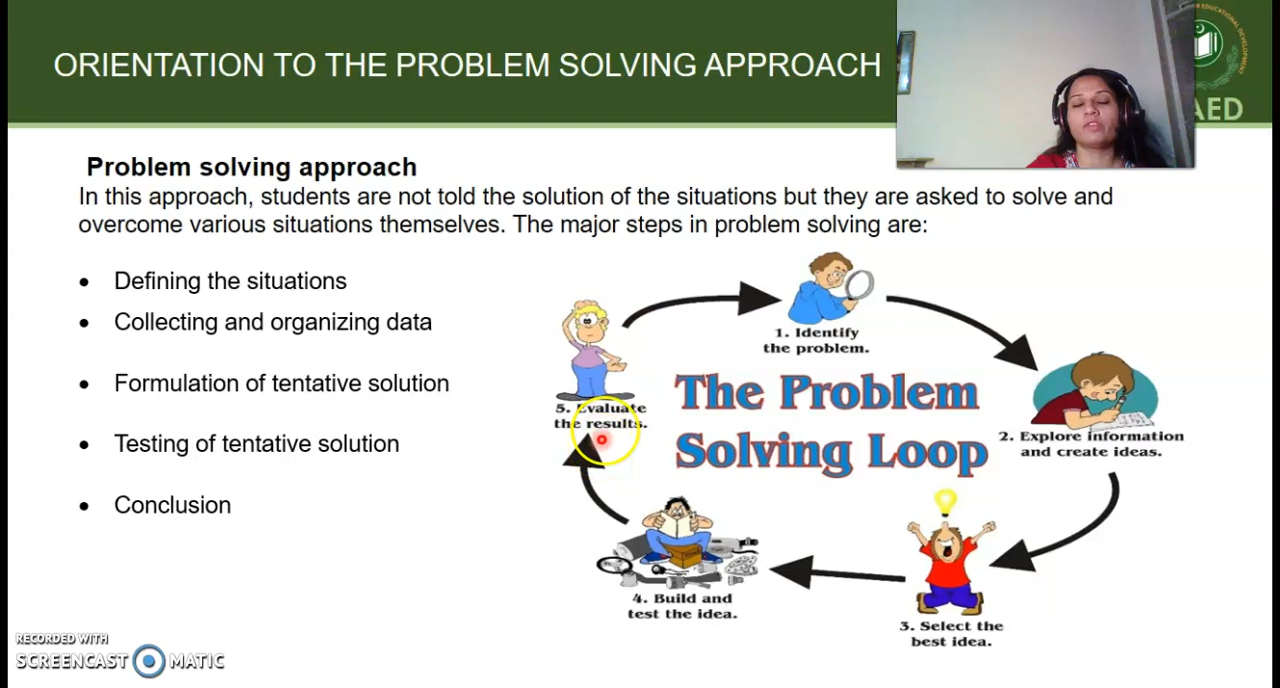 ORIENTATION TO THE PROBLEM SOLVING APPROACH
EDUCATIONAL DEVELOPMENT
AED
Problem solving approach
In this approach, students are not told the solution of the situations but they are asked to solve and
overcome various situations themselves. The major steps in problem solving are:
• Defining the situations
• Collecting and organizing data
• Formulation of tentative solution
• Testing of tentative solution
• Conclusion
1. Identify
the problem.
2. Explore information
and create ideas.
3. Select the
best idea.
4. Build and
test the idea.
5. Evaluate
the results.
The Problem
Solving Loop
RECORDED WITH
SCREENCAST MATIC